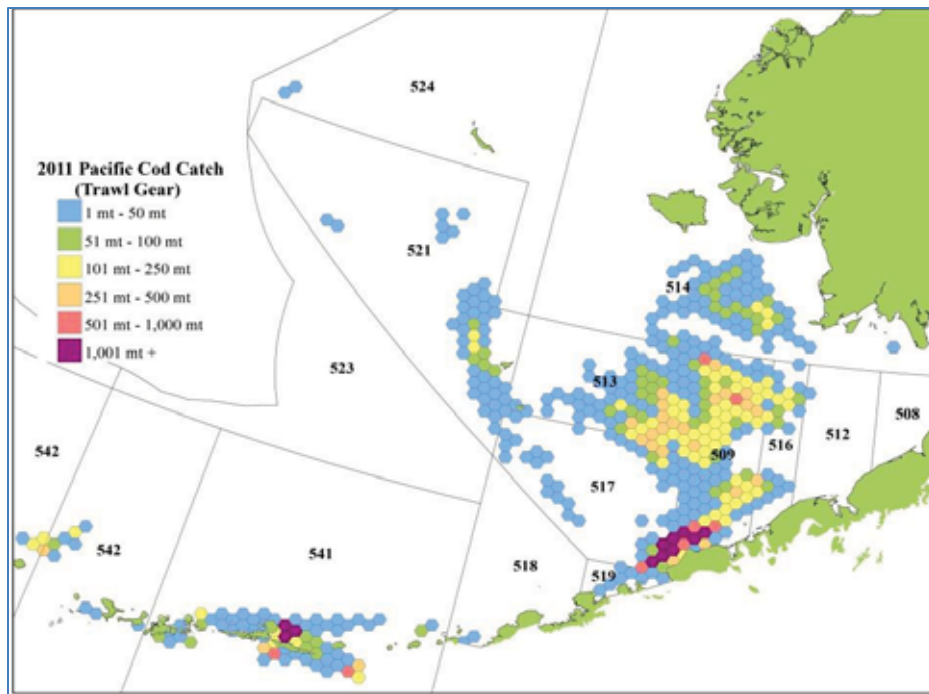 524
2011 Pacific Cod Catch
(Trawl Gear)
1 mt - 50 mt
51 mt - 100 mt
101 mt - 250 mt
251 mt - 500 mt
501 mt - 1,000 mt
1,001 mt +
521
514
523
513
508
542
516
512
509
517
542
541
518
519